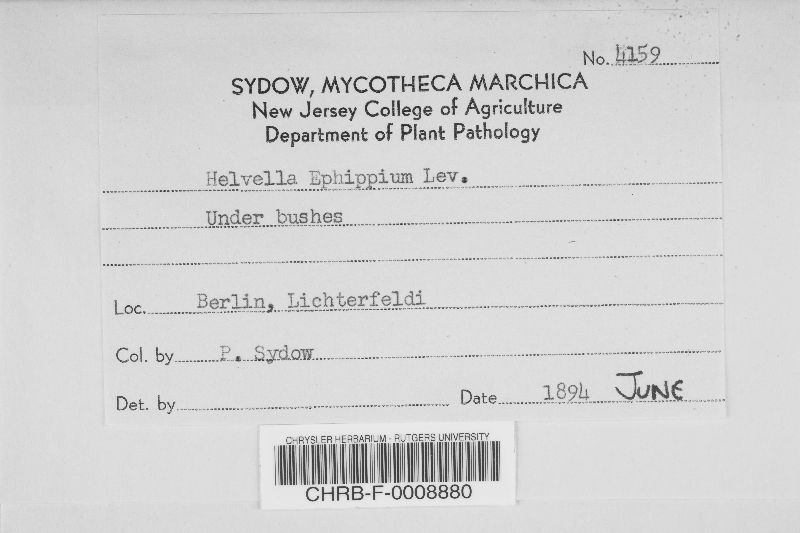 No. 4159
SYDOW, MYCOTHECA MARCHICA
New Jersey College of Agriculture
Department of Plant Pathology
Helvella Ephippium Lev.
Under bushes
Loc. Berlin, Lichterfeldi
Col. by P. Sydow
Det. by
Date 1894 JUNE
CHRYSLER HERBARIUM - RUTGERS UNIVERSITY
CHRB-F-0008880